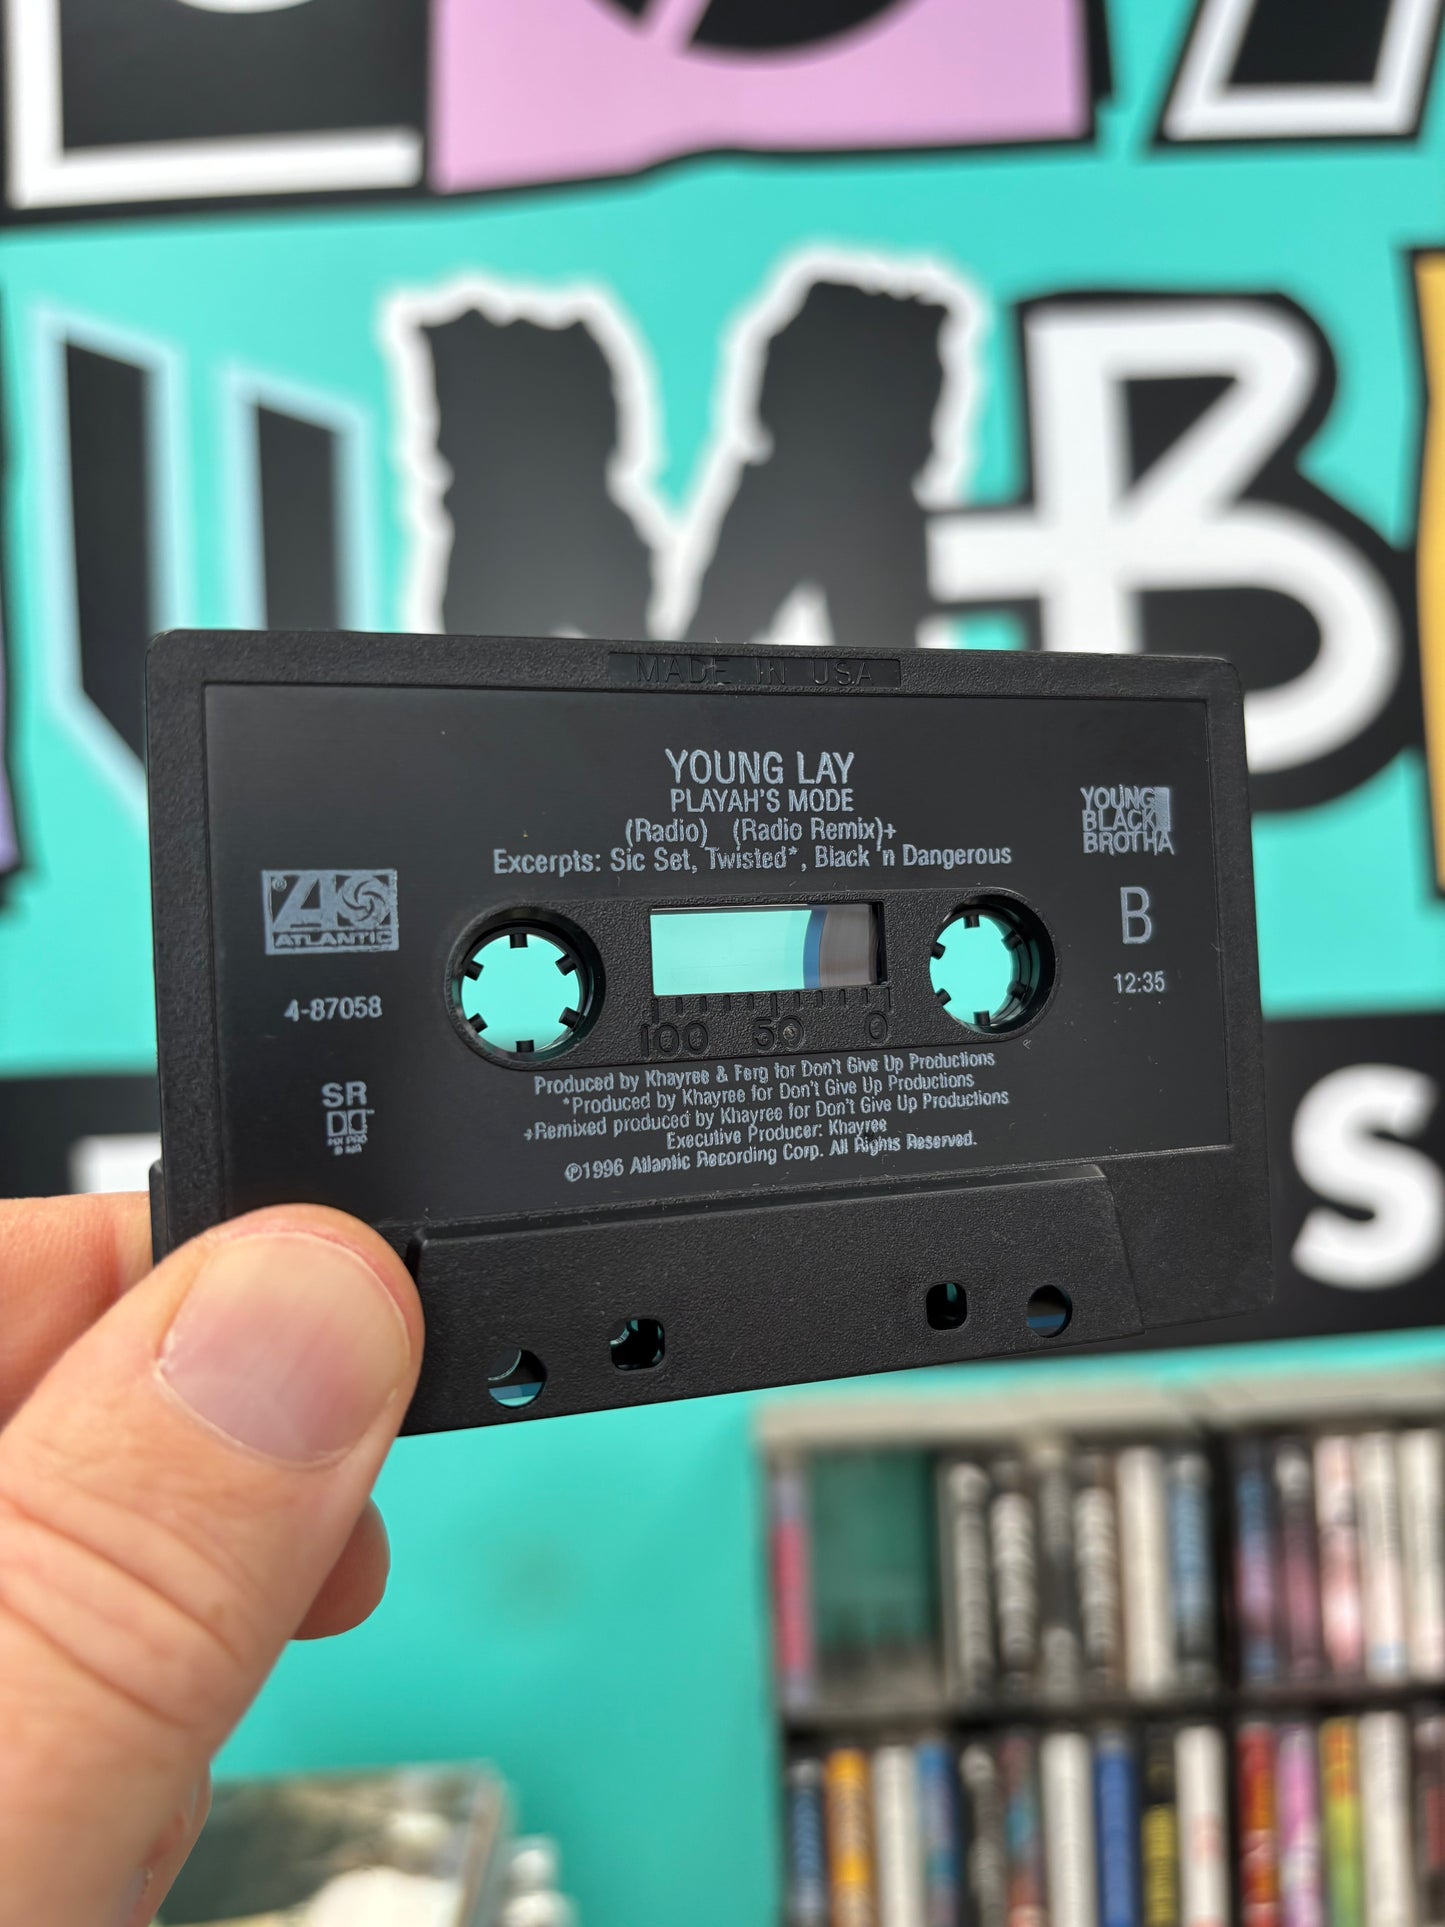 MADE IN USA
YOUNG LAY
PLAYAH'S MODE
(Radio) (Radio Remix)+
Excerpts: Sic Set, Twisted*, Black 'n Dangerous
YOUNG
BLACK
BROTHA
ATLANTIC
B
4-87058
12:35
100 50 0
SR
Produced by Khayree & Ferg for Don't Give Up Productions
*Produced by Khayree for Don't Give Up Productions
+Remixed produced by Khayree for Don't Give Up Productions
Executive Producer: Khayree
℗1996 Atlantic Recording Corp. All Rights Reserved.